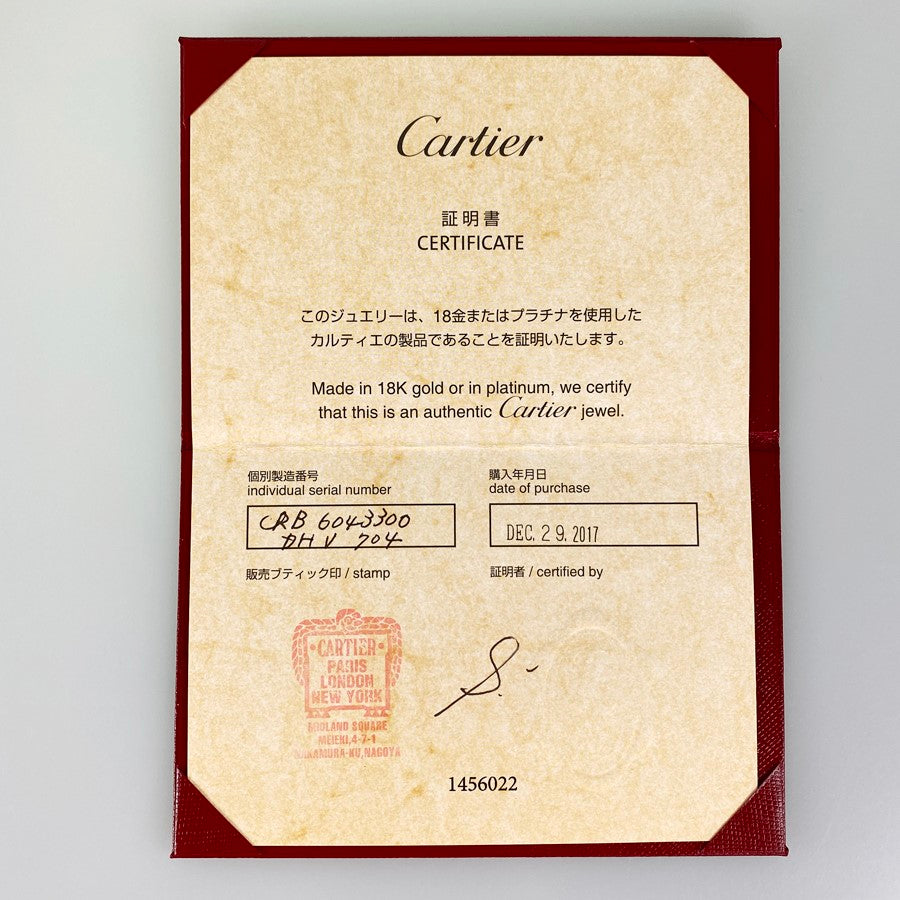 Cartier
証明書
CERTIFICATE
このジュエリーは、18金またはプラチナを使用した
カルティエの製品であることを証明いたします。
Made in 18K gold or in platinum, we certify
that this is an authentic Cartier jewel.
個別製造番号
individual serial number
CRB 6043300
DHV 704
購入年月日
date of purchase
DEC. 29. 2017
販売ブティック印 / stamp
証明者 / certified by
CARTIER
PARIS
LONDON
NEW YORK
MIDLAND SQUARE
MEIEKI,4-7-1
NAKAMURA-KU,NAGOYA
1456022